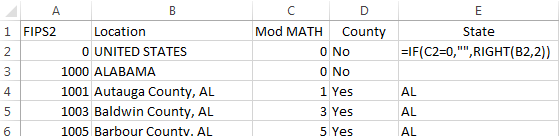 A B C D E
1 FIPS2 Location Mod MATH County State
2 0 UNITED STATES 0 No =IF(C2=0,"",RIGHT(B2,2))
3 1000 ALABAMA 0 No
4 1001 Autauga County, AL 1 Yes AL
5 1003 Baldwin County, AL 3 Yes AL
6 1005 Barbour County, AL 5 Yes AL